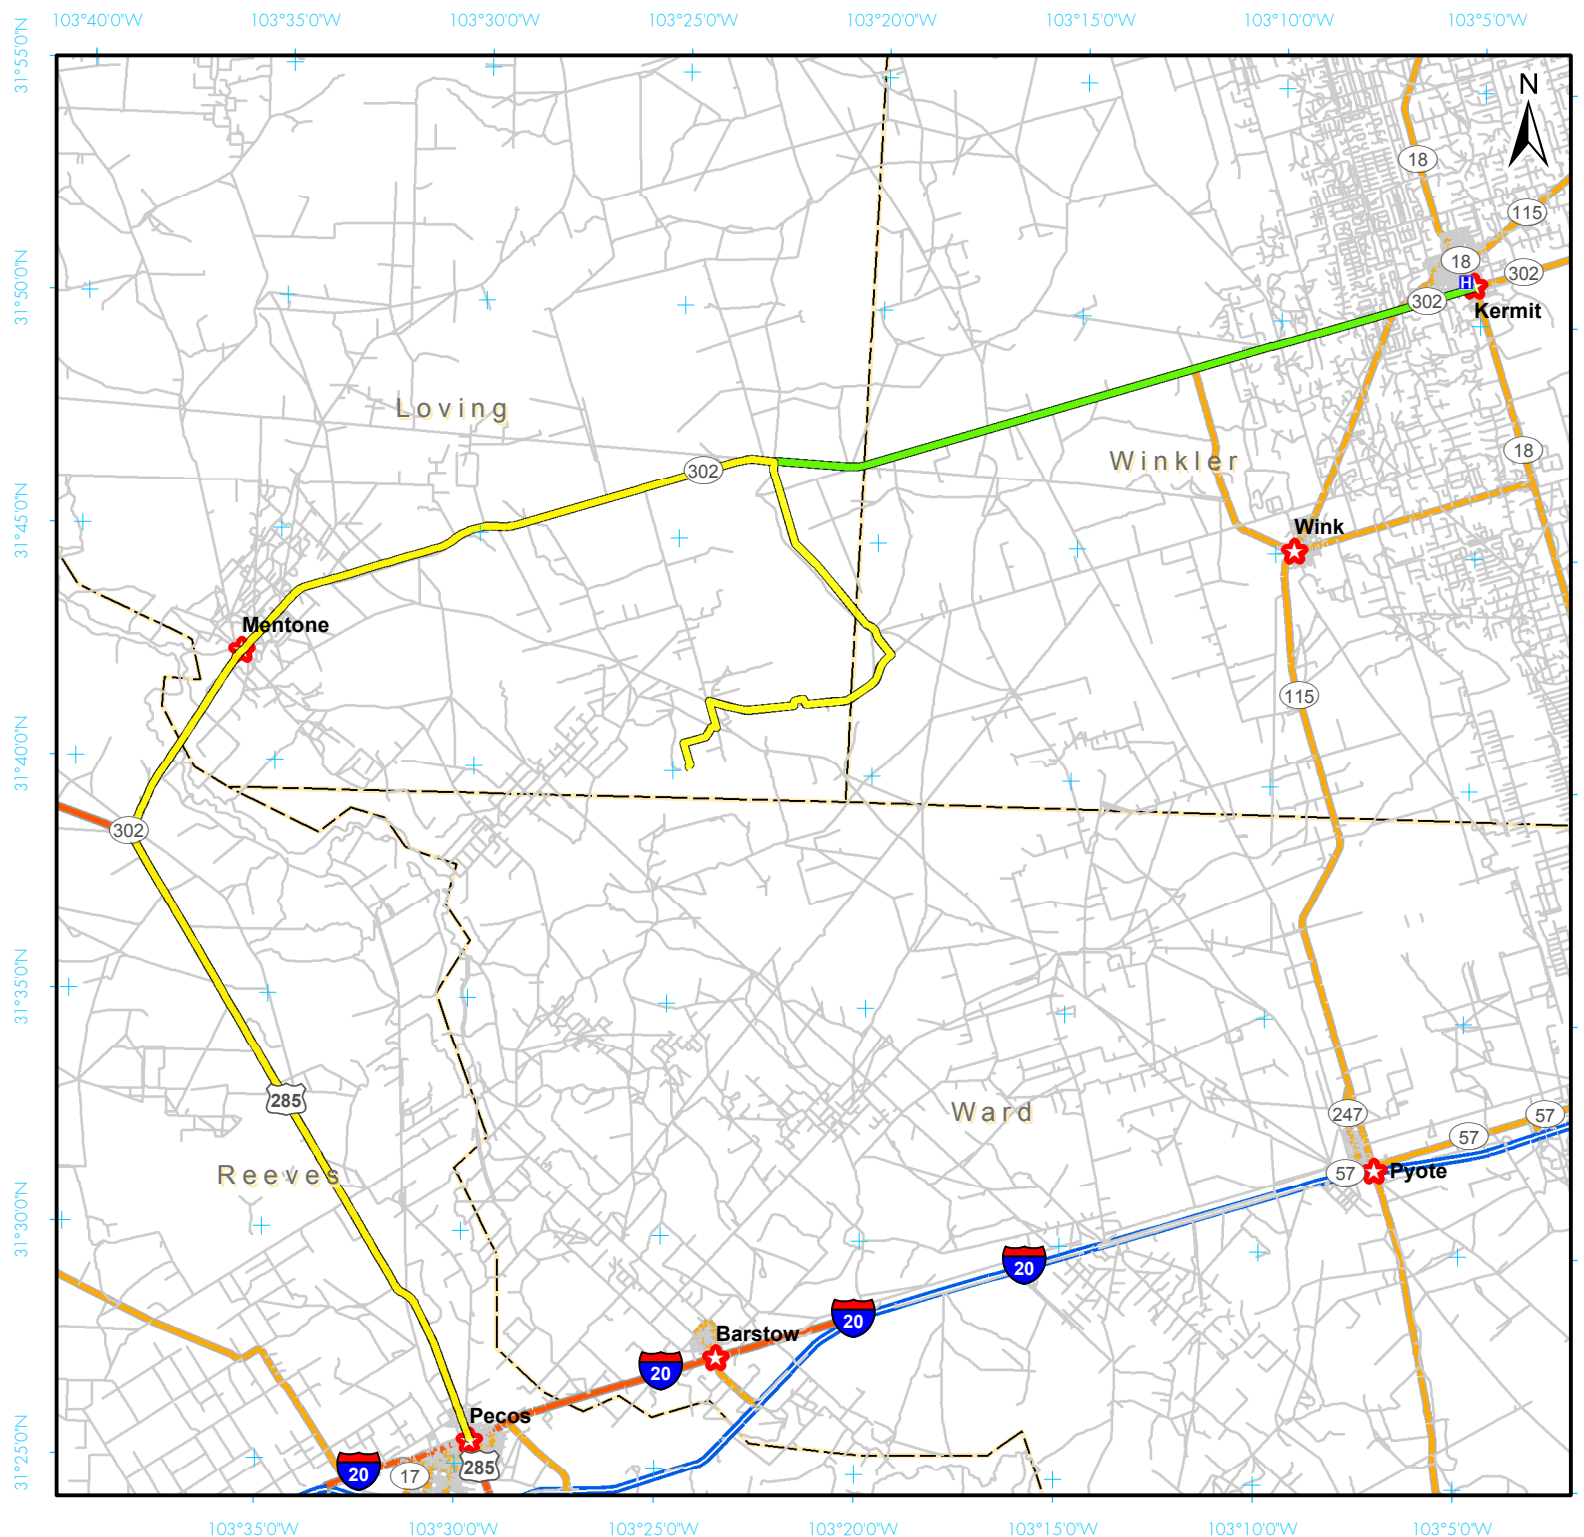 103°40'0"W 103°35'0"W 103°30'0"W 103°25'0"W 103°20'0"W 103°15'0"W 103°10'0"W 103°5'0"W
31°55'0"N
N
18
115
18
302
31°50'0"N
H
302
Kermit
Loving
Winkler
18
302
31°45'0"N
Wink
Mentone
115
31°40'0"N
302
31°35'0"N
285
Ward
247
57
57
57
Pyote
Reeves
31°30'0"N
20
20
Barstow
20
Pecos
31°25'0"N
20
17
285
103°35'0"W 103°30'0"W 103°25'0"W 103°20'0"W 103°15'0"W 103°10'0"W 103°5'0"W